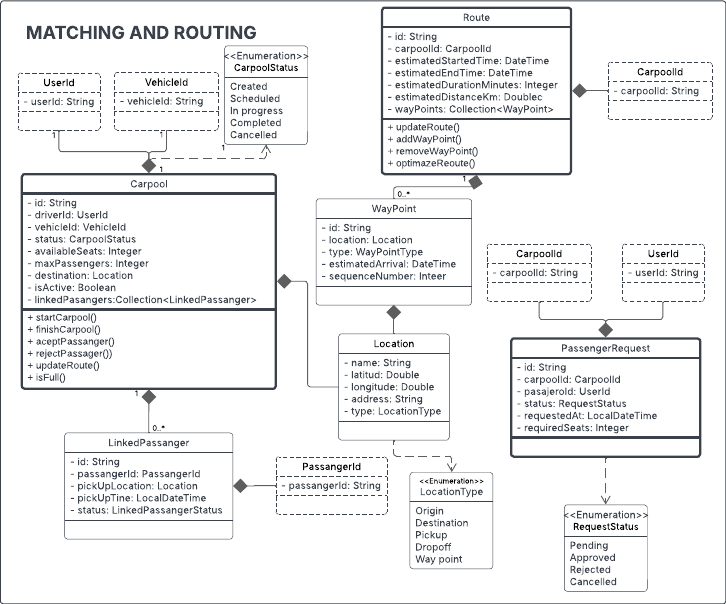 MATCHING AND ROUTING
<<Enumeration>>
CarpoolStatus
Created
Scheduled
In progress
Completed
Cancelled
UserId
- userId: String
1
VehicleId
- vehicleId: String
1
1
Carpool
- id: String
- driverId: UserId
- vehicleId: VehicleId
- status: CarpoolStatus
- availableSeats: Integer
- maxPassengers: Integer
- destination: Location
- isActive: Boolean
- linkedPasangers:Collection<LinkedPassanger>
+ startCarpool()
+ finishCarpool()
+ aceptPassanger()
+ rejectPassager())
+ updateRoute()
+ isFull()
1
0..*
LinkedPassanger
- id: String
- passangerId: PassangerId
- pickUpLocation: Location
- pickUpTine: LocalDateTime
- status: LinkedPassangerStatus
PassangerId
- passangerId: String
Route
- id: String
- carpoolId: CarpoolId
- estimatedStartedTime: DateTime
- estimatedEndTime: DateTime
- estimatedDurationMinutes: Integer
- estimatedDistanceKm: Doublec
- wayPoints: Collection<WayPoint>
+ updateRoute()
+ addWayPoint()
+ removeWayPoint()
+ optimazeReoute()
CarpoolId
- carpoolId: String
1
0..*
WayPoint
- id: String
- location: Location
- type: WayPointType
- estimatedArrival: DateTime
- sequenceNumber: Inteer
Location
- name: String
- latitud: Double
- longitude: Double
- address: String
- type: LocationType
<<Enumeration>>
LocationType
Origin
Destination
Pickup
Dropoff
Way point
CarpoolId
- carpoolId: String
UserId
- userId: String
PassengerRequest
- id: String
- carpoolId: CarpoolId
- pasajeroId: UserId
- status: RequestStatus
- requestedAt: LocalDateTime
- requiredSeats: Integer
<<Enumeration>>
RequestStatus
Pending
Approved
Rejected
Cancelled